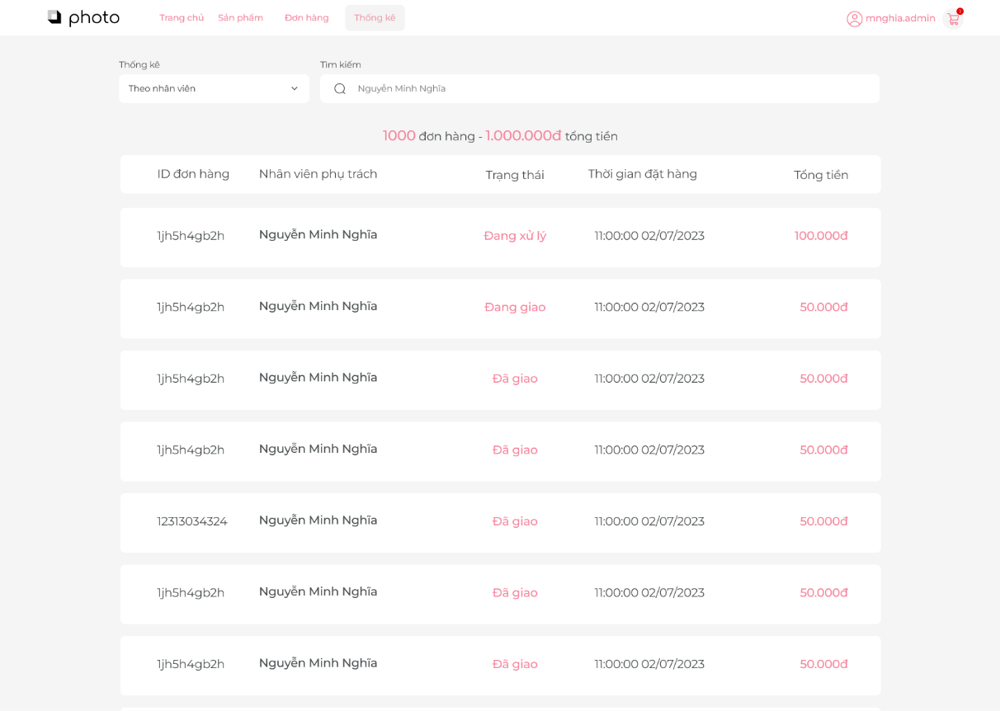 photo Trang chủ Sản phẩm Đơn hàng Thống kê mnghia.admin 1
Thống kê Tìm kiếm
Theo nhân viên Nguyễn Minh Nghĩa
1000 đơn hàng - 1.000.000đ tổng tiền
ID đơn hàng Nhân viên phụ trách Trạng thái Thời gian đặt hàng Tổng tiền
1jh5h4gb2h Nguyễn Minh Nghĩa Đang xử lý 11:00:00 02/07/2023 100.000đ
1jh5h4gb2h Nguyễn Minh Nghĩa Đang giao 11:00:00 02/07/2023 50.000đ
1jh5h4gb2h Nguyễn Minh Nghĩa Đã giao 11:00:00 02/07/2023 50.000đ
1jh5h4gb2h Nguyễn Minh Nghĩa Đã giao 11:00:00 02/07/2023 50.000đ
12313034324 Nguyễn Minh Nghĩa Đã giao 11:00:00 02/07/2023 50.000đ
1jh5h4gb2h Nguyễn Minh Nghĩa Đã giao 11:00:00 02/07/2023 50.000đ
1jh5h4gb2h Nguyễn Minh Nghĩa Đã giao 11:00:00 02/07/2023 50.000đ